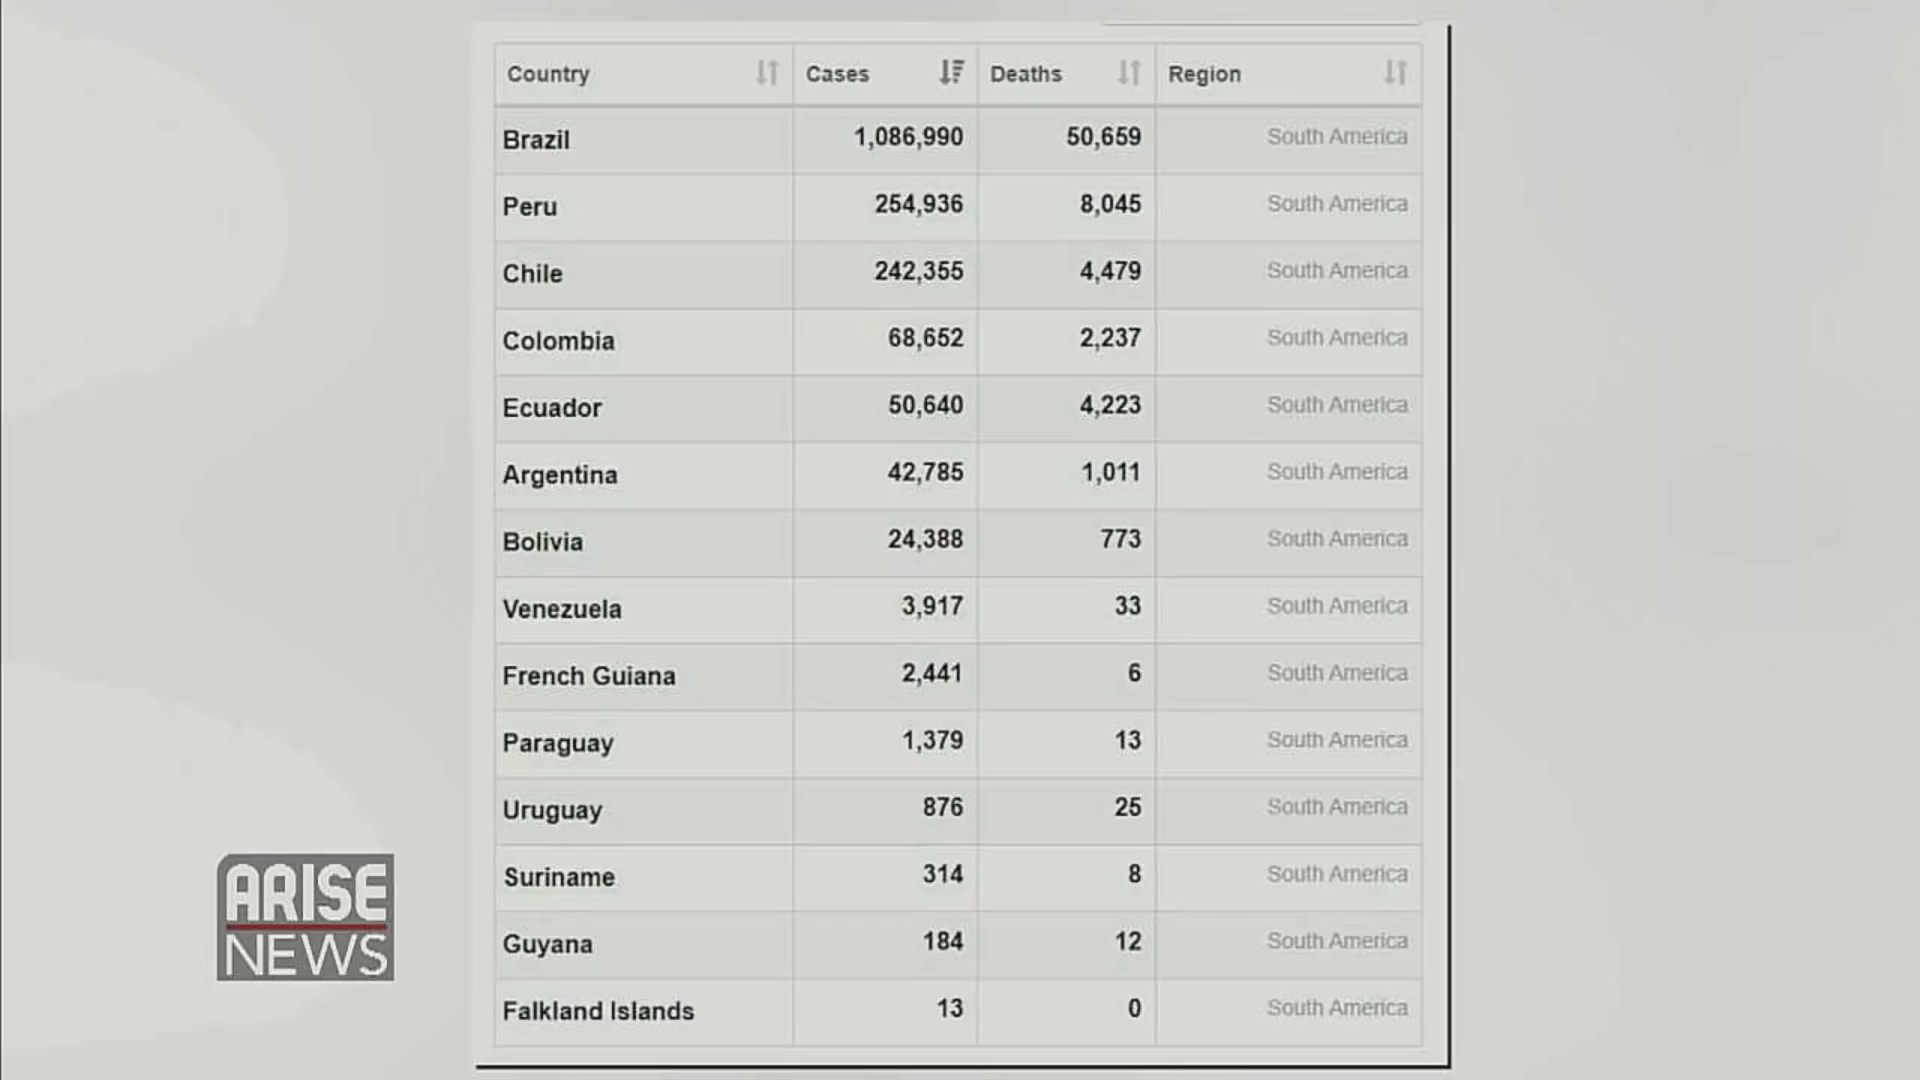 Country Cases Deaths Region
Brazil 1,086,990 50,659 South America
Peru 254,936 8,045 South America
Chile 242,355 4,479 South America
Colombia 68,652 2,237 South America
Ecuador 50,640 4,223 South America
Argentina 42,785 1,011 South America
Bolivia 24,388 773 South America
Venezuela 3,917 33 South America
French Guiana 2,441 6 South America
Paraguay 1,379 13 South America
Uruguay 876 25 South America
Suriname 314 8 South America
Guyana 184 12 South America
Falkland Islands 13 0 South America
ARISE
NEWS